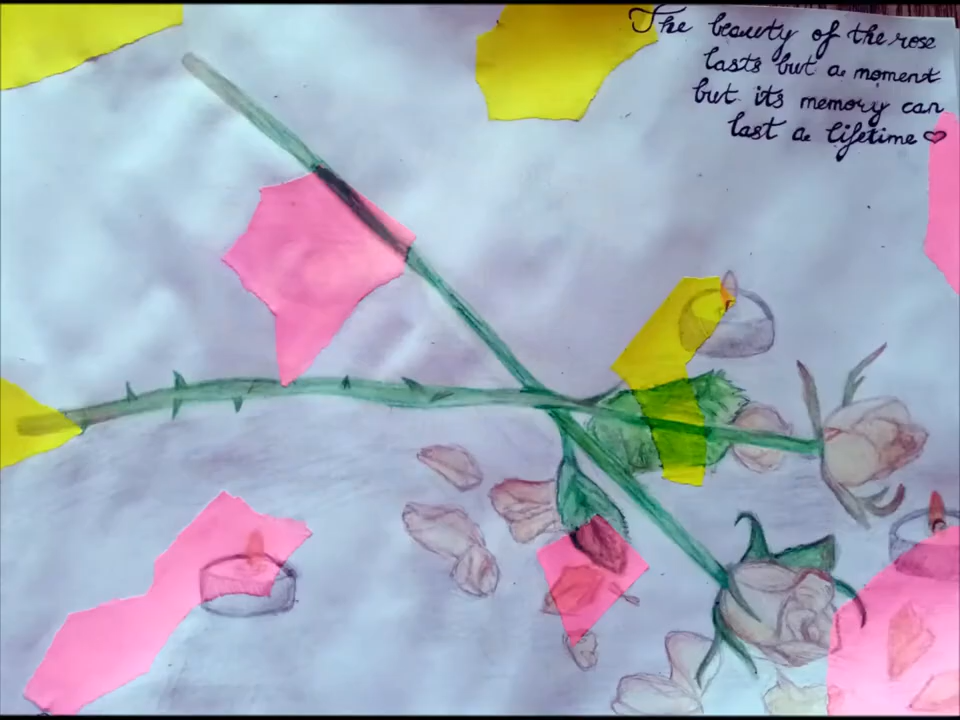 The beauty of the rose
lasts but a moment
but its memory can
last a lifetime ♡